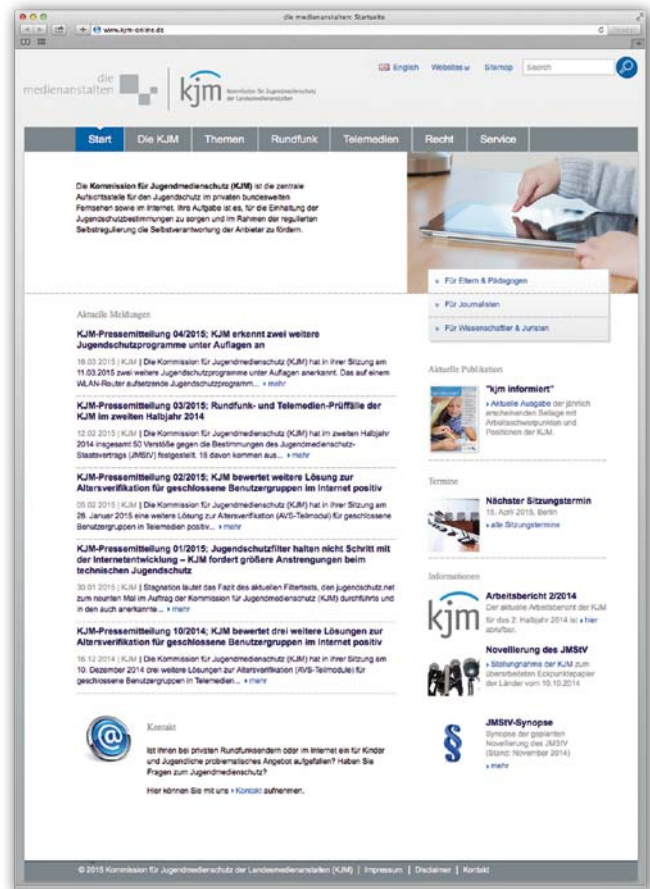 die medienanstalten: Startseite
www.kjm-online.de
English Websites Sitemap Search
die
medienanstalten
kjm
Kommission für Jugendmedienschutz
der Landesmedienanstalten
Start Die KJM Themen Rundfunk Telemedien Recht Service
Die Kommission für Jugendmedienschutz (KJM) ist die zentrale
Aufsichtsstelle für den Jugendschutz im privaten bundesweiten
Fernsehen sowie im Internet. Ihre Aufgabe ist es, für die Einhaltung der
Jugendschutzbestimmungen zu sorgen und im Rahmen der regulierten
Selbstregulierung die Selbstverantwortung der Anbieter zu fördern.
Für Eltern & Pädagogen
Für Journalisten
Für Wissenschaftler & Juristen
Aktuelle Meldungen
KJM-Pressemitteilung 04/2015; KJM erkennt zwei weitere
Jugendschutzprogramme unter Auflagen an
16.03.2015 | KJM | Die Kommission für Jugendmedienschutz (KJM) hat in ihrer Sitzung am
11.03.2015 zwei weitere Jugendschutzprogramme unter Auflagen anerkannt. Das auf einem
WLAN-Router aufsetzende Jugendschutzprogramm... mehr
KJM-Pressemitteilung 03/2015; Rundfunk- und Telemedien-Prüffälle der
KJM im zweiten Halbjahr 2014
12.02.2015 | KJM | Die Kommission für Jugendmedienschutz (KJM) hat im zweiten Halbjahr
2014 insgesamt 50 Verstöße gegen die Bestimmungen des Jugendmedienschutz-
Staatsvertrags (JMStV) festgestellt. 18 davon kommen aus... mehr
KJM-Pressemitteilung 02/2015; KJM bewertet weitere Lösung zur
Altersverifikation für geschlossene Benutzergruppen im Internet positiv
05.02.2015 | KJM | Die Kommission für Jugendmedienschutz (KJM) hat in ihrer Sitzung am
28. Januar 2015 eine weitere Lösung zur Altersverifikation (AVS-Teilmodul) für geschlossene
Benutzergruppen in Telemedien positiv... mehr
KJM-Pressemitteilung 01/2015; Jugendschutzfilter halten nicht Schritt mit
der Internetentwicklung – KJM fordert größere Anstrengungen beim
technischen Jugendschutz
30.01.2015 | KJM | Stagnation lautet das Fazit des aktuellen Filtertests, den jugendschutz.net
zum neunten Mal im Auftrag der Kommission für Jugendmedienschutz (KJM) durchführte und
in den auch anerkannte... mehr
KJM-Pressemitteilung 10/2014; KJM bewertet drei weitere Lösungen zur
Altersverifikation für geschlossene Benutzergruppen im Internet positiv
16.12.2014 | KJM | Die Kommission für Jugendmedienschutz (KJM) hat in ihrer Sitzung am
10. Dezember 2014 drei weitere Lösungen zur Altersverifikation (AVS-Teilmodule) für
geschlossene Benutzergruppen in Telemedien... mehr
Kontakt
Ist Ihnen bei privaten Rundfunksendern oder im Internet ein für Kinder
und Jugendliche problematisches Angebot aufgefallen? Haben Sie
Fragen zum Jugendmedienschutz?
Hier können Sie mit uns Kontakt aufnehmen.
Aktuelle Publikation
"kjm informiert"
Aktuelle Ausgabe der jährlich
erscheinenden Beilage mit
Arbeitsschwerpunkten und
Positionen der KJM.
Termine
Nächster Sitzungstermin
15. April 2015, Berlin
alle Sitzungstermine
Informationen
kjm
Arbeitsbericht 2/2014
Der aktuelle Arbeitsbericht der KJM
für das 2. Halbjahr 2014 ist hier
abrufbar.
Novellierung des JMStV
Stellungnahme der KJM zum
überarbeiteten Eckpunktepapier
der Länder vom 10.10.2014
§
JMStV-Synopse
Synopse der geplanten
Novellierung des JMStV
(Stand: November 2014)
mehr
© 2015 Kommission für Jugendmedienschutz der Landesmedienanstalten (KJM) | Impressum | Disclaimer | Kontakt